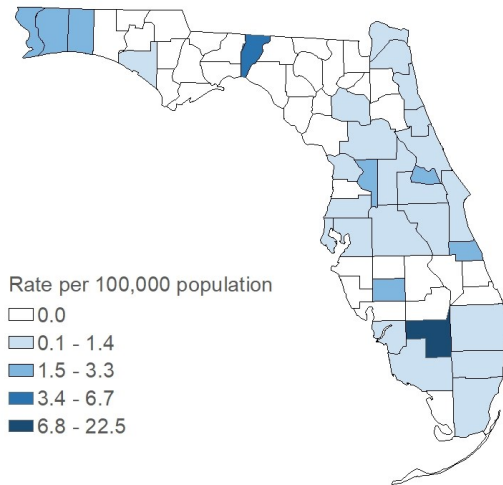 Rate per 100,000 population
0.0
0.1 - 1.4
1.5 - 3.3
3.4 - 6.7
6.8 - 22.5